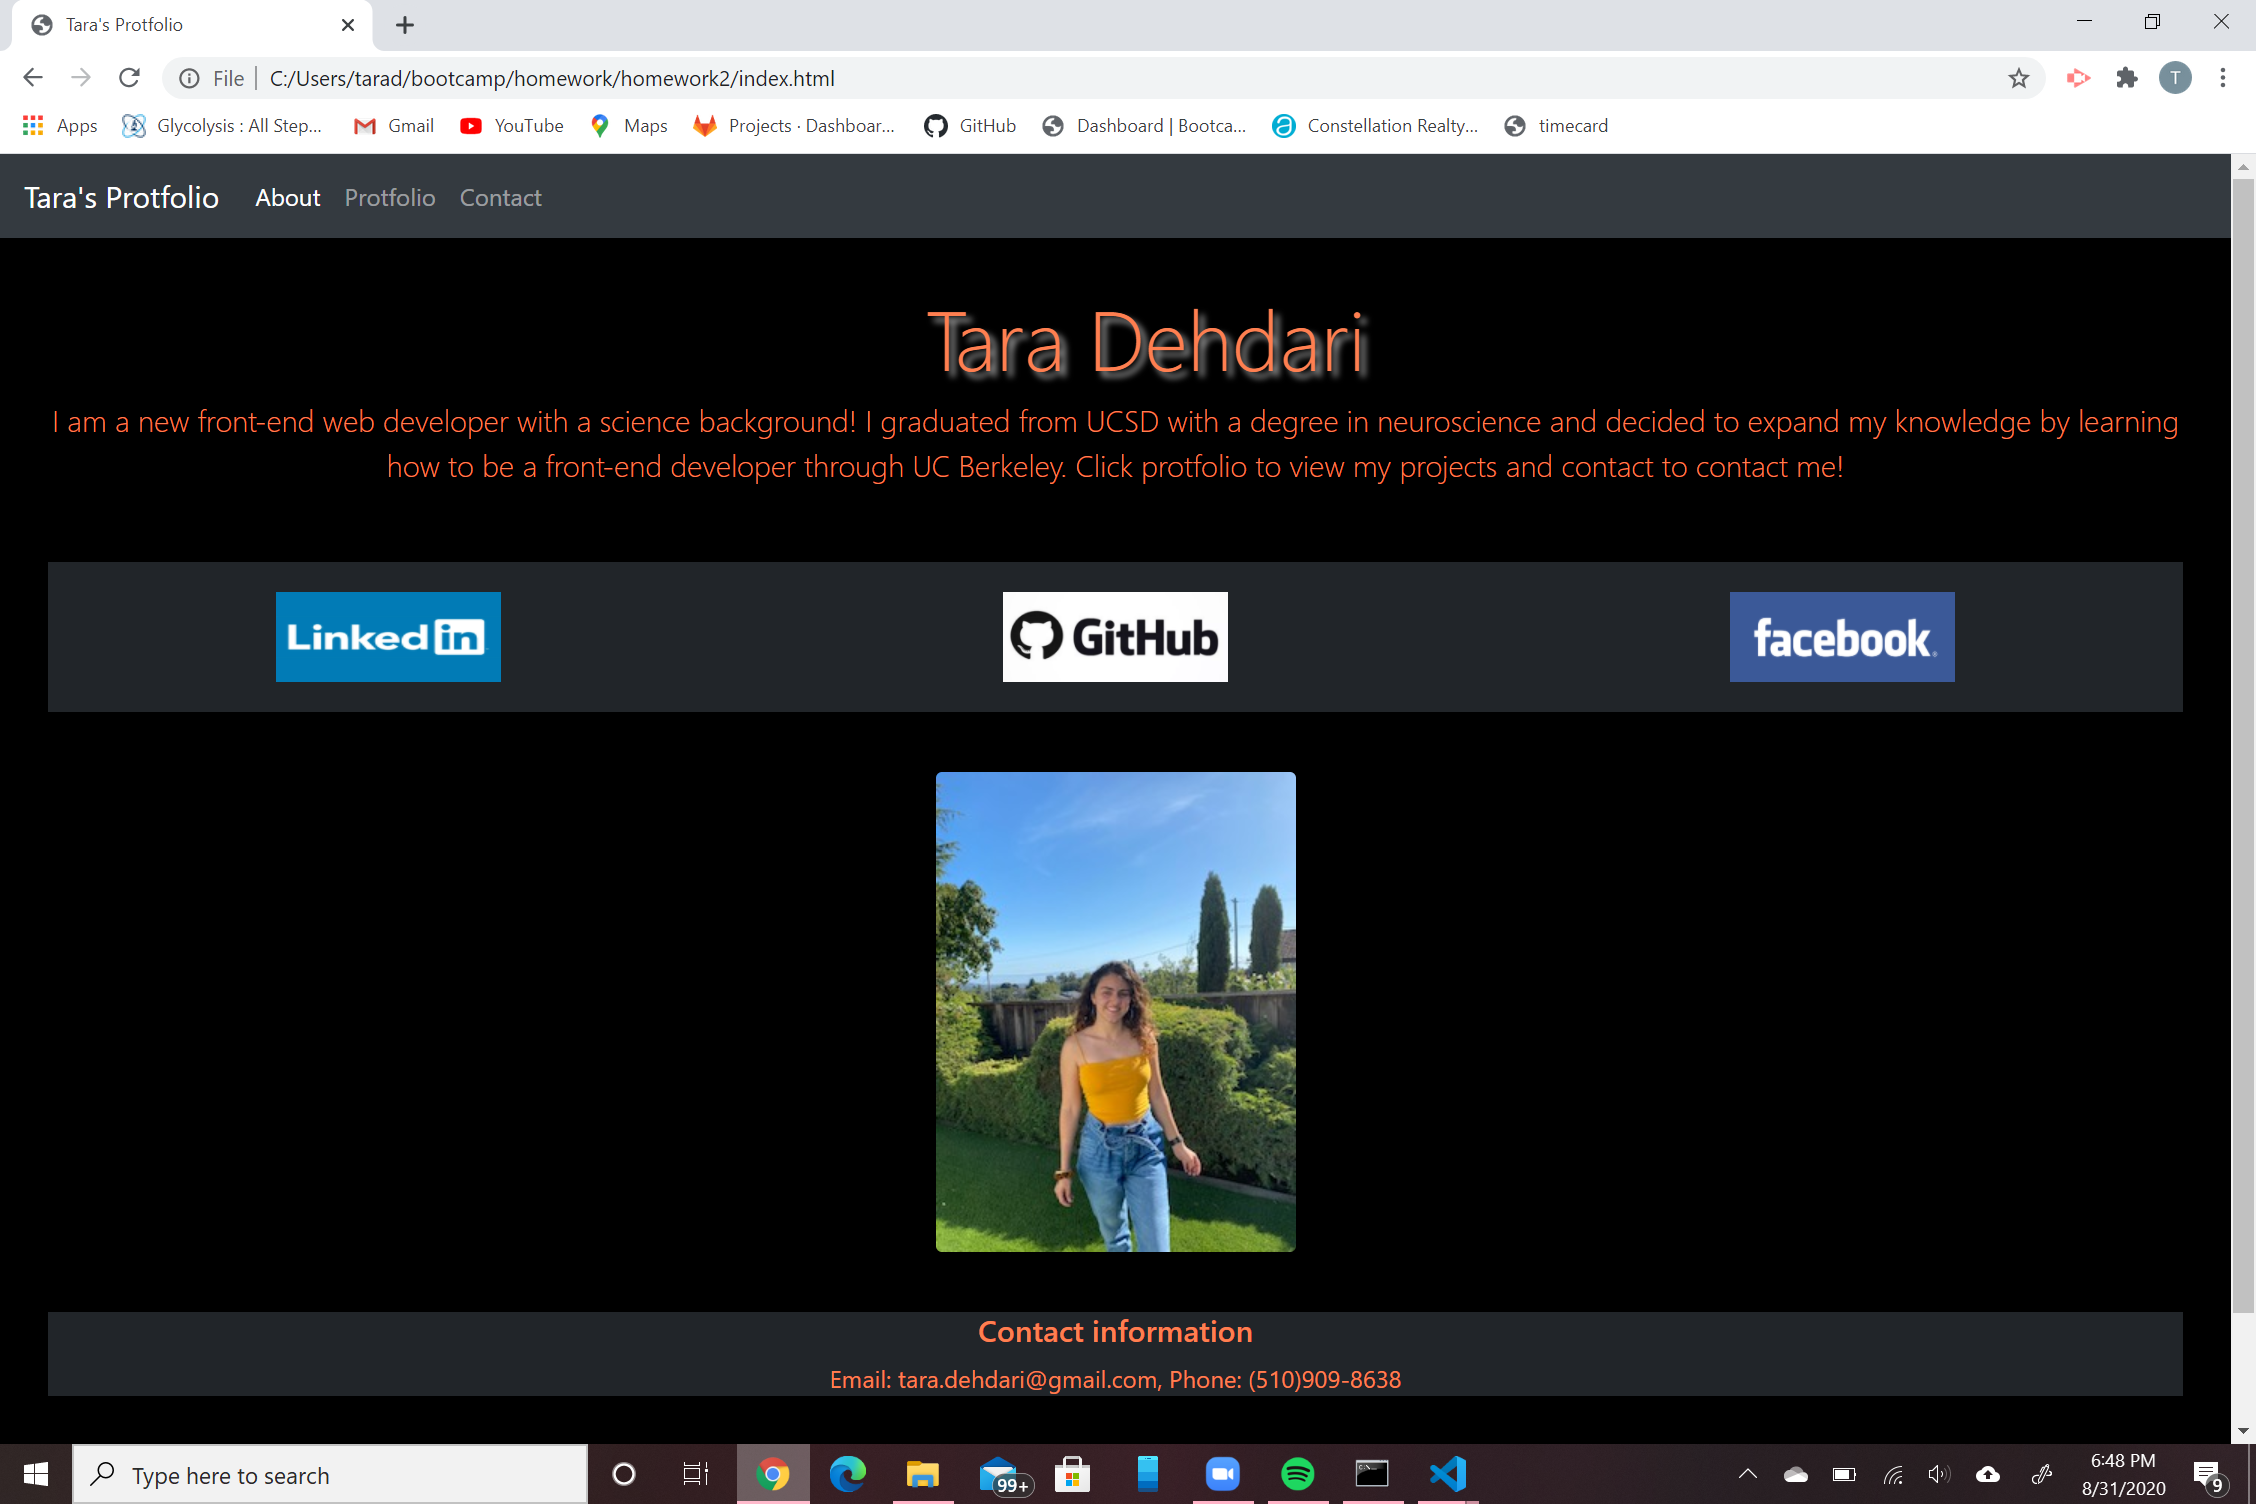 Tara's Protfolio
File | C:/Users/tarad/bootcamp/homework/homework2/index.html
T
Apps Glycolysis : All Step... Gmail YouTube Maps Projects · Dashboar... GitHub Dashboard | Bootca... Constellation Realty... timecard
Tara's Protfolio About Protfolio Contact
Tara Dehdari
I am a new front-end web developer with a science background! I graduated from UCSD with a degree in neuroscience and decided to expand my knowledge by learning
how to be a front-end developer through UC Berkeley. Click protfolio to view my projects and contact to contact me!
Linked in GitHub facebook
Contact information
Email: tara.dehdari@gmail.com, Phone: (510)909-8638
Type here to search 99+ 6:48 PM
8/31/2020 9